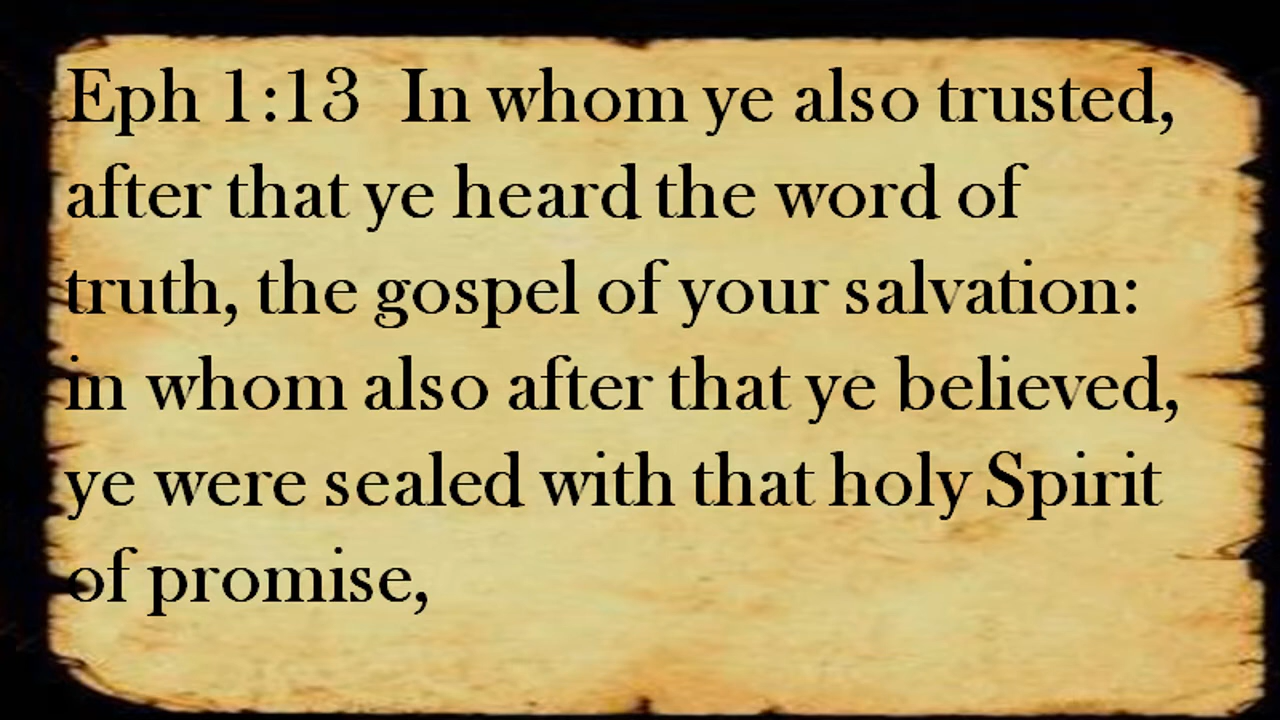 Eph 1:13  In whom ye also trusted,
after that ye heard the word of
truth, the gospel of your salvation:
in whom also after that ye believed,
ye were sealed with that holy Spirit
of promise,